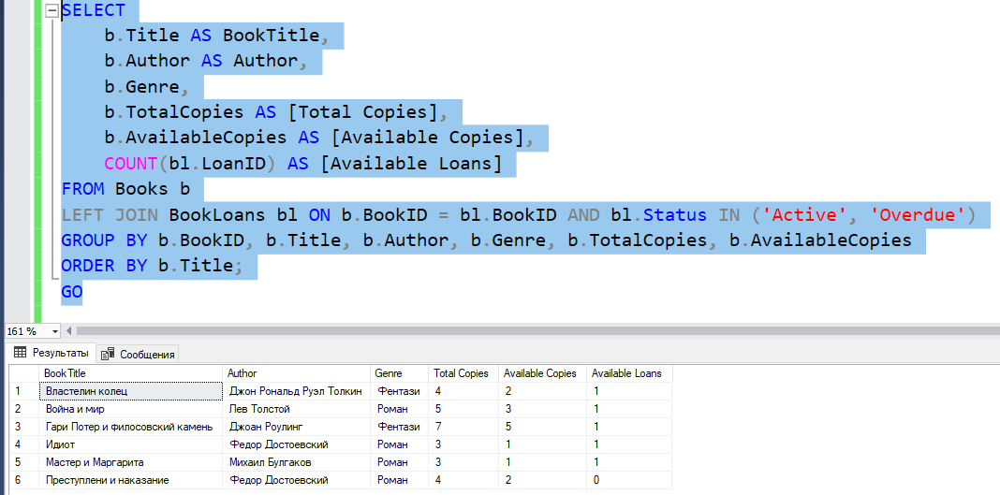 SELECT
b.Title AS BookTitle,
b.Author AS Author,
b.Genre,
b.TotalCopies AS [Total Copies],
b.AvailableCopies AS [Available Copies],
COUNT(bl.LoanID) AS [Available Loans]
FROM Books b
LEFT JOIN BookLoans bl ON b.BookID = bl.BookID AND bl.Status IN ('Active', 'Overdue')
GROUP BY b.BookID, b.Title, b.Author, b.Genre, b.TotalCopies, b.AvailableCopies
ORDER BY b.Title;
GO
161 %
Результаты Сообщения
BookTitle Author Genre Total Copies Available Copies Available Loans
1 Властелин колец Джон Рональд Руэл Толкин Фентази 4 2 1
2 Война и мир Лев Толстой Роман 5 3 1
3 Гари Потер и филосовский камень Джоан Роулинг Фентази 7 5 1
4 Идиот Федор Достоевский Роман 3 1 1
5 Мастер и Маргарита Михаил Булгаков Роман 3 1 1
6 Преступлени и наказание Федор Достоевский Роман 4 2 0